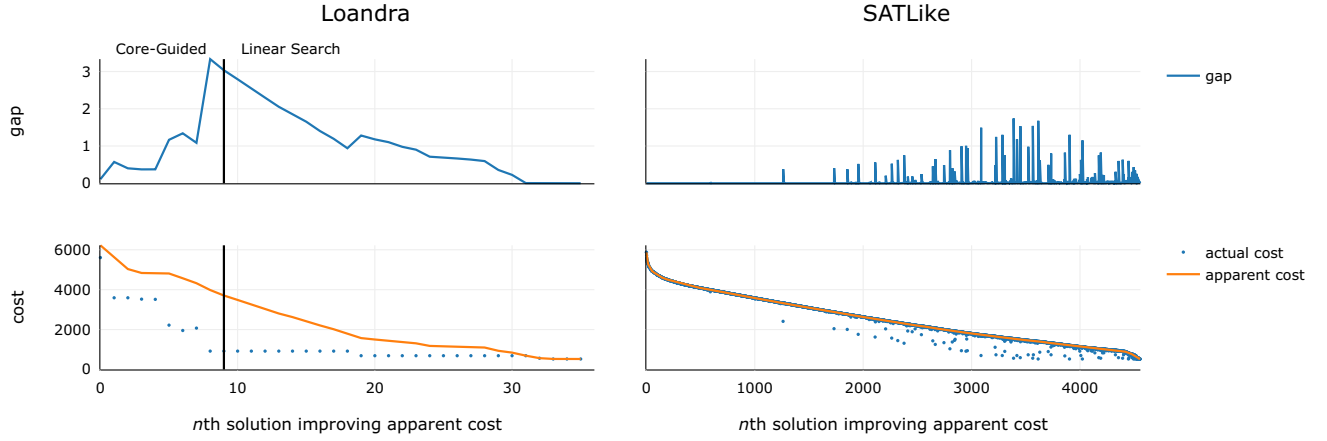 Loandra
SATLike
Core-Guided
Linear Search
gap
3
2
1
0
gap
cost
6000
4000
2000
0
actual cost
apparent cost
0
10
20
30
0
1000
2000
3000
4000
nth solution improving apparent cost
nth solution improving apparent cost